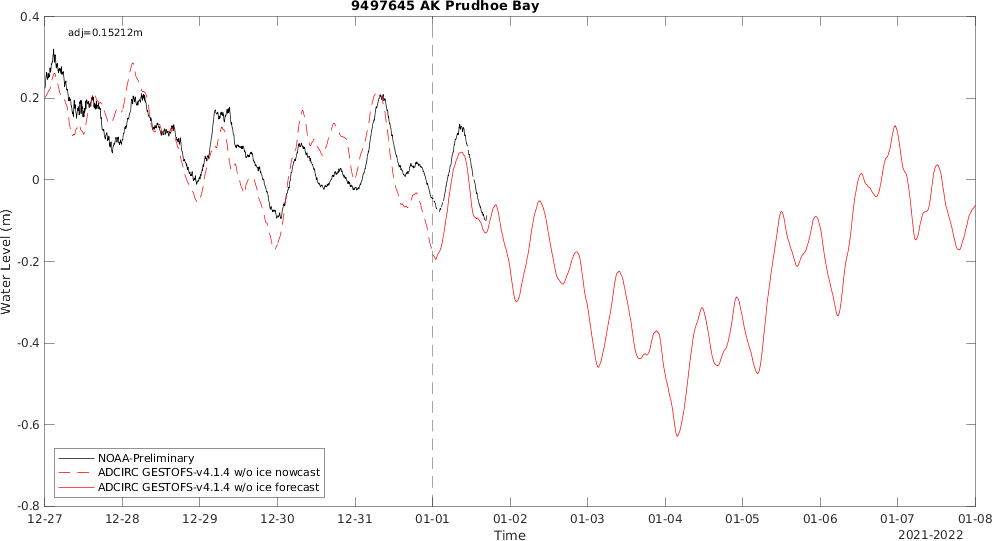 9497645 AK Prudhoe Bay
adj=0.15212m
0.4
0.2
0
-0.2
-0.4
-0.6
-0.8
Water Level (m)
NOAA-Preliminary
ADCIRC GESTOFS-v4.1.4 w/o ice nowcast
ADCIRC GESTOFS-v4.1.4 w/o ice forecast
12-27 12-28 12-29 12-30 12-31 01-01 01-02 01-03 01-04 01-05 01-06 01-07 01-08
Time
2021-2022